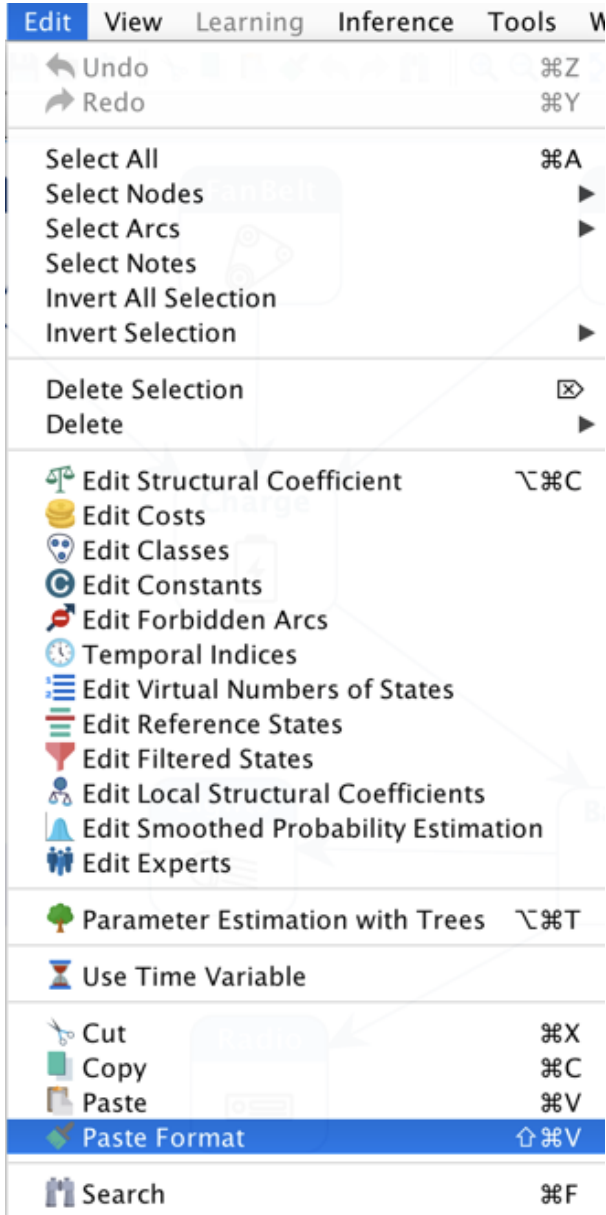 Edit View Learning Inference Tools
Undo ⌘Z
Redo ⌘Y
Select All ⌘A
Select Nodes ▶
Select Arcs ▶
Select Notes
Invert All Selection
Invert Selection ▶
Delete Selection ⌦
Delete ▶
Edit Structural Coefficient ⌥⌘C
Edit Costs
Edit Classes
Edit Constants
Edit Forbidden Arcs
Temporal Indices
Edit Virtual Numbers of States
Edit Reference States
Edit Filtered States
Edit Local Structural Coefficients
Edit Smoothed Probability Estimation
Edit Experts
Parameter Estimation with Trees ⌥⌘T
Use Time Variable
Cut ⌘X
Copy ⌘C
Paste ⌘V
Paste Format ⇧⌘V
Search ⌘F
FanBelt
Charge
Radio